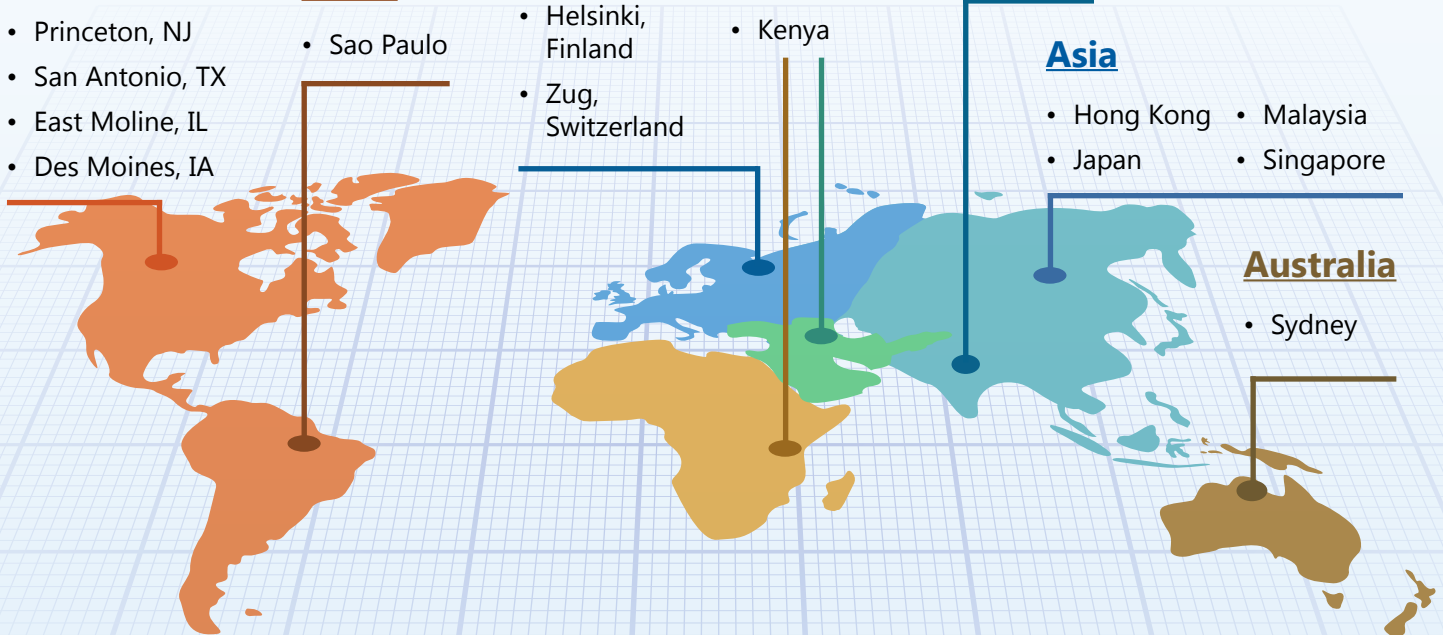 • Princeton, NJ
• San Antonio, TX
• East Moline, IL
• Des Moines, IA
• Sao Paulo
• Helsinki,
Finland
• Zug,
Switzerland
• Kenya
Asia
• Hong Kong
• Japan
• Malaysia
• Singapore
Australia
• Sydney